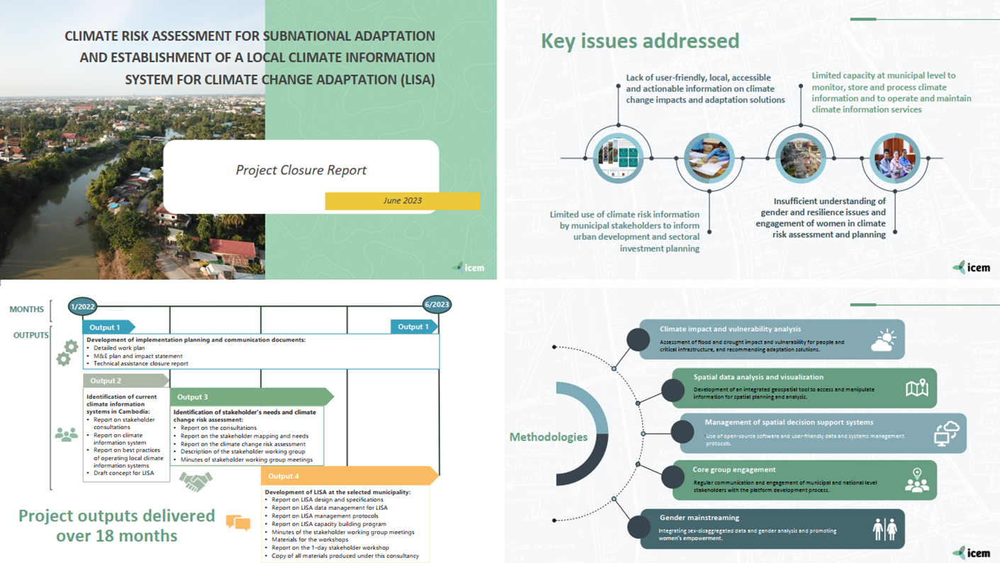 CLIMATE RISK ASSESSMENT FOR SUBNATIONAL ADAPTATION
AND ESTABLISHMENT OF A LOCAL CLIMATE INFORMATION
SYSTEM FOR CLIMATE CHANGE ADAPTATION (LISA)
Project Closure Report
June 2023
icem
Key issues addressed
Lack of user-friendly, local, accessible
and actionable information on climate
change impacts and adaptation solutions
Limited capacity at municipal level to
monitor, store and process climate
information and to operate and maintain
climate information services
Limited use of climate risk information
by municipal stakeholders to inform
urban development and sectoral
investment planning
Insufficient understanding of
gender and resilience issues and
engagement of women in climate
risk assessment and planning
icem
MONTHS
1/2022
6/2023
OUTPUTS
Output 1
Output 1
Development of implementation planning and communication documents:
• Detailed work plan
• M&E plan and impact statement
• Technical assistance closure report
Output 2
Identification of current
climate information
systems in Cambodia:
• Report on stakeholder
consultations
• Report on climate
information system
• Report on best practices
of operating local climate
information systems
• Draft concept for LISA
Output 3
Identification of stakeholder's needs and climate
change risk assessment:
• Report on the consultations
• Report on the stakeholder mapping and needs
• Report on the climate change risk assessment
• Description of the stakeholder working group
• Minutes of stakeholder working group meetings
Output 4
Development of LISA at the selected municipality:
• Report on LISA design and specifications
• Report on LISA data management for LISA
• Report on LISA management protocols
• Report on LISA capacity building program
• Minutes of the stakeholder working group meetings
• Materials for the workshops
• Report on the 1-day stakeholder workshop
• Copy of all materials produced under this consultancy
Project outputs delivered
over 18 months
Methodologies
Climate impact and vulnerability analysis
Assessment of flood and drought impact and vulnerability for people and
critical infrastructure, and recommending adaptation solutions.
Spatial data analysis and visualization
Development of an integrated geospatial tool to access and manipulate
information for spatial planning and analysis.
Management of spatial decision support systems
Use of open-source software and user-friendly data and systems management
protocols.
Core group engagement
Regular communication and engagement of municipal and national level
stakeholders with the platform development process.
Gender mainstreaming
Integrating sex-disaggregated data and gender analysis and promoting
women's empowerment.
icem